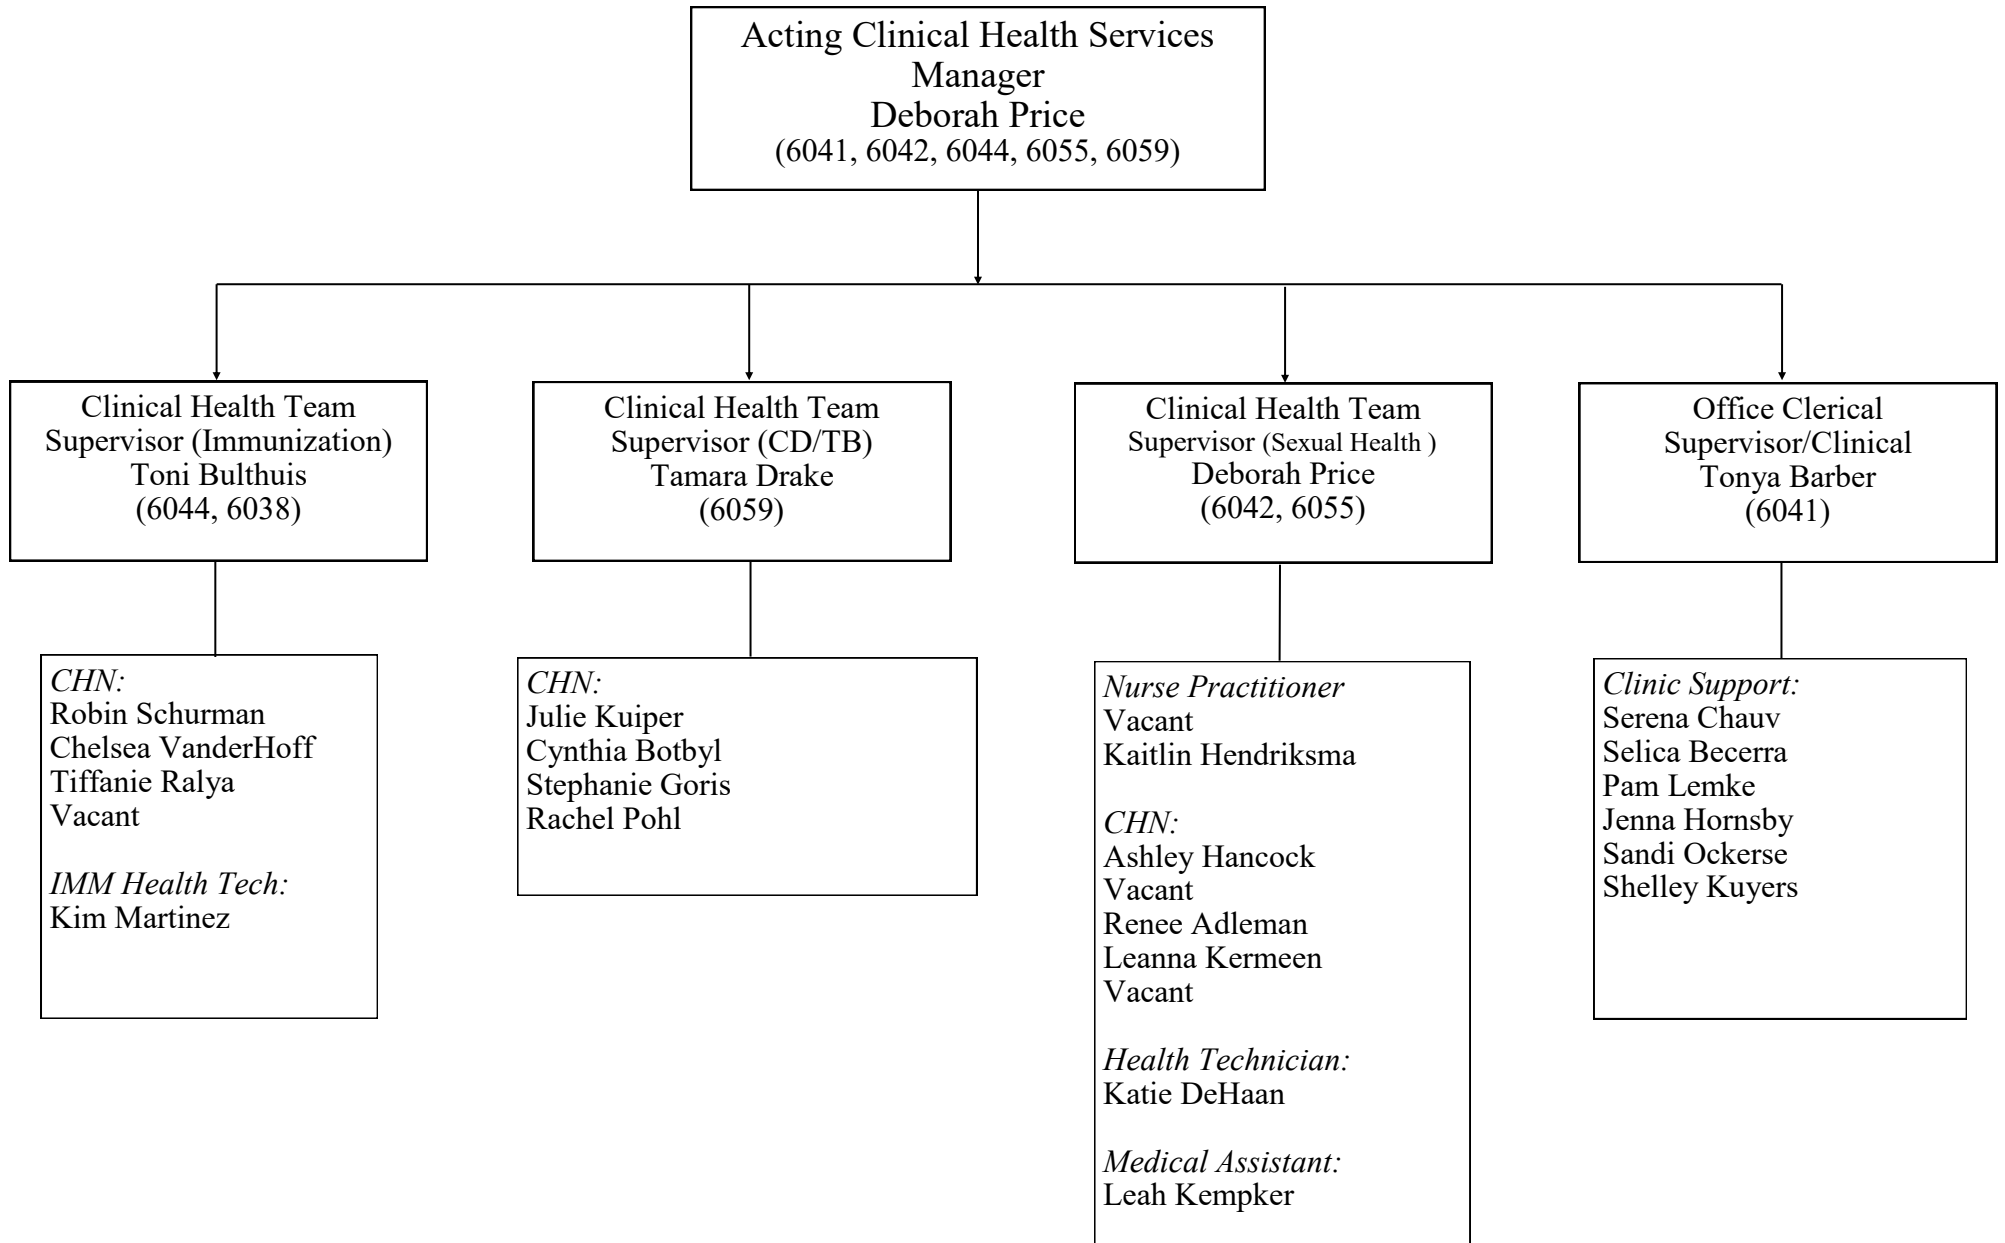 Acting Clinical Health Services
Manager
Deborah Price
(6041, 6042, 6044, 6055, 6059)
Clinical Health Team
Supervisor (Immunization)
Toni Bulthuis
(6044, 6038)
Clinical Health Team
Supervisor (CD/TB)
Tamara Drake
(6059)
Clinical Health Team
Supervisor (Sexual Health )
Deborah Price
(6042, 6055)
Office Clerical
Supervisor/Clinical
Tonya Barber
(6041)
CHN:
Robin Schurman
Chelsea VanderHoff
Tiffanie Ralya
Vacant
IMM Health Tech:
Kim Martinez
CHN:
Julie Kuiper
Cynthia Botbyl
Stephanie Goris
Rachel Pohl
Nurse Practitioner
Vacant
Kaitlin Hendriksma
CHN:
Ashley Hancock
Vacant
Renee Adleman
Leanna Kermeen
Vacant
Health Technician:
Katie DeHaan
Medical Assistant:
Leah Kempker
Clinic Support:
Serena Chauv
Selica Becerra
Pam Lemke
Jenna Hornsby
Sandi Ockerse
Shelley Kuyers